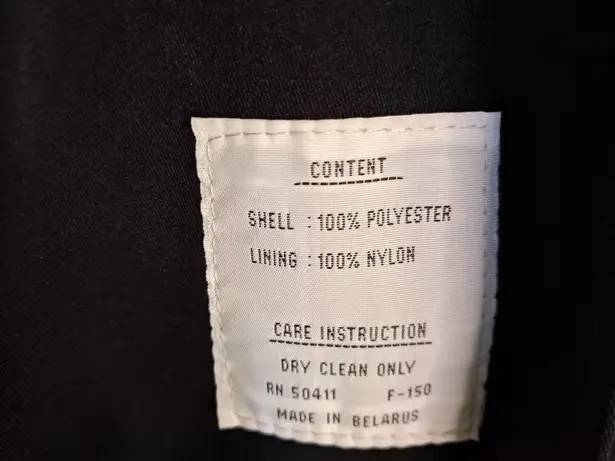 CONTENT
SHELL : 100% POLYESTER
LINING : 100% NYLON
CARE INSTRUCTION
DRY CLEAN ONLY
RN 50411 F-150
MADE IN BELARUS